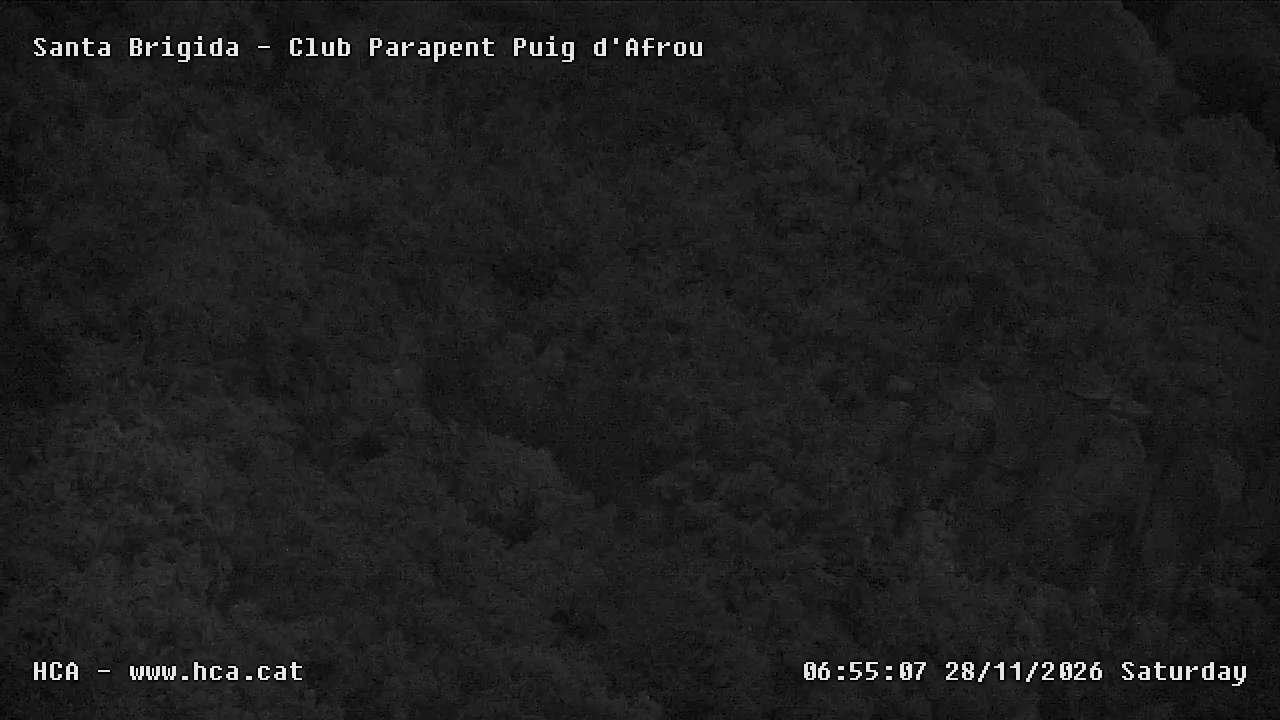 Santa Brigida - Club Parapent Puig d'Afrou
HCA - www.hca.cat
06:55:07 28/11/2026 Saturday